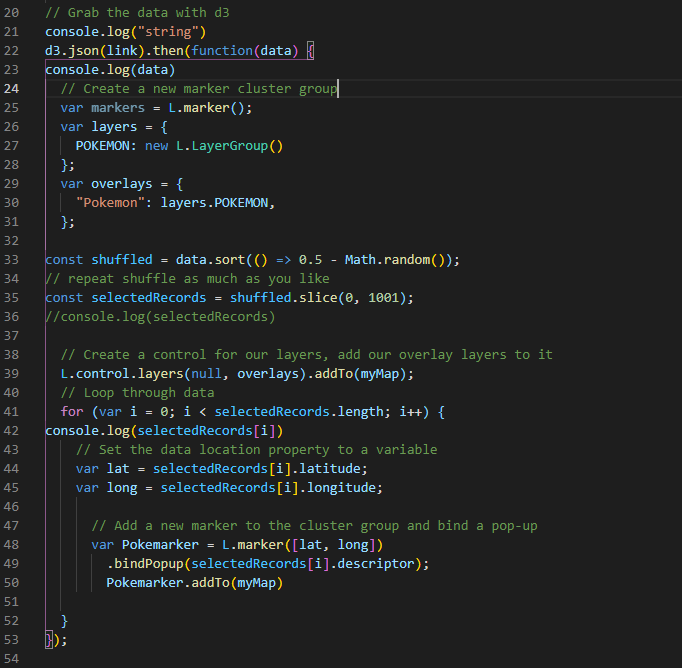 20 // Grab the data with d3
21 console.log("string")
22 d3.json(link).then(function(data) {
23 console.log(data)
24   // Create a new marker cluster group
25   var markers = L.marker();
26   var layers = {
27     POKEMON: new L.LayerGroup()
28   };
29   var overlays = {
30     "Pokemon": layers.POKEMON,
31   };
32
33 const shuffled = data.sort(() => 0.5 - Math.random());
34 // repeat shuffle as much as you like
35 const selectedRecords = shuffled.slice(0, 1001);
36 //console.log(selectedRecords)
37
38   // Create a control for our layers, add our overlay layers to it
39   L.control.layers(null, overlays).addTo(myMap);
40   // Loop through data
41   for (var i = 0; i < selectedRecords.length; i++) {
42 console.log(selectedRecords[i])
43     // Set the data location property to a variable
44     var lat = selectedRecords[i].latitude;
45     var long = selectedRecords[i].longitude;
46
47       // Add a new marker to the cluster group and bind a pop-up
48       var Pokemarker = L.marker([lat, long])
49         .bindPopup(selectedRecords[i].descriptor);
50         Pokemarker.addTo(myMap)
51
52   }
53 });
54